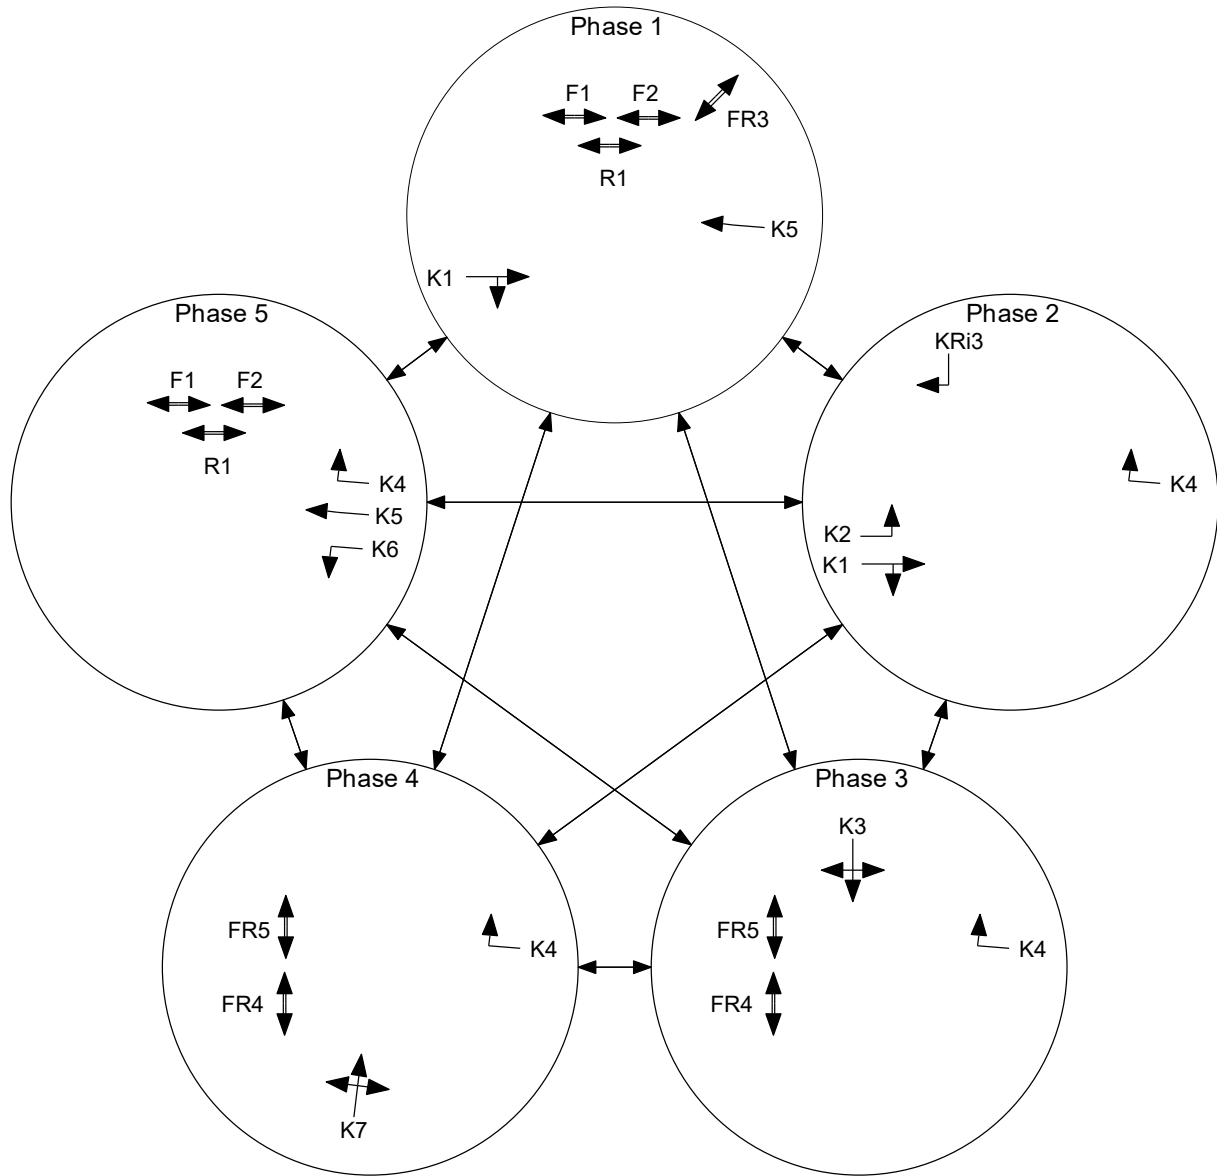 Phase 1
F1
F2
FR3
R1
K5
K1
Phase 5
F1
F2
R1
K4
K5
K6
Phase 2
KRi3
K4
K2
K1
Phase 4
FR5
K4
FR4
K7
Phase 3
K3
FR5
K4
FR4